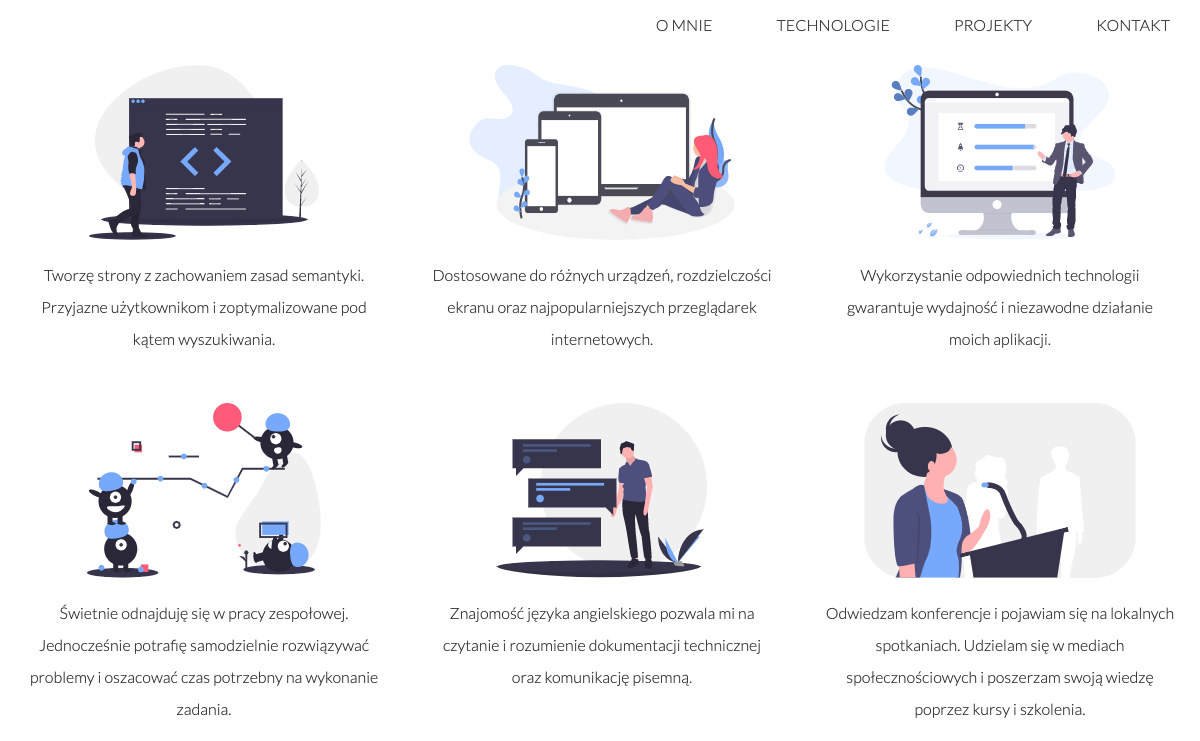 O MNIE TECHNOLOGIE PROJEKTY KONTAKT
Tworzę strony z zachowaniem zasad semantyki.
Przyjazne użytkownikom i zoptymalizowane pod
kątem wyszukiwania.
Dostosowane do różnych urządzeń, rozdzielczości
ekranu oraz najpopularniejszych przeglądarek
internetowych.
Wykorzystanie odpowiednich technologii
gwarantuje wydajność i niezawodne działanie
moich aplikacji.
Świetnie odnajduję się w pracy zespołowej.
Jednocześnie potrafię samodzielnie rozwiązywać
problemy i oszacować czas potrzebny na wykonanie
zadania.
Znajomość języka angielskiego pozwala mi na
czytanie i rozumienie dokumentacji technicznej
oraz komunikację pisemną.
Odwiedzam konferencje i pojawiam się na lokalnych
spotkaniach. Udzielam się w mediach
społecznościowych i poszerzam swoją wiedzę
poprzez kursy i szkolenia.